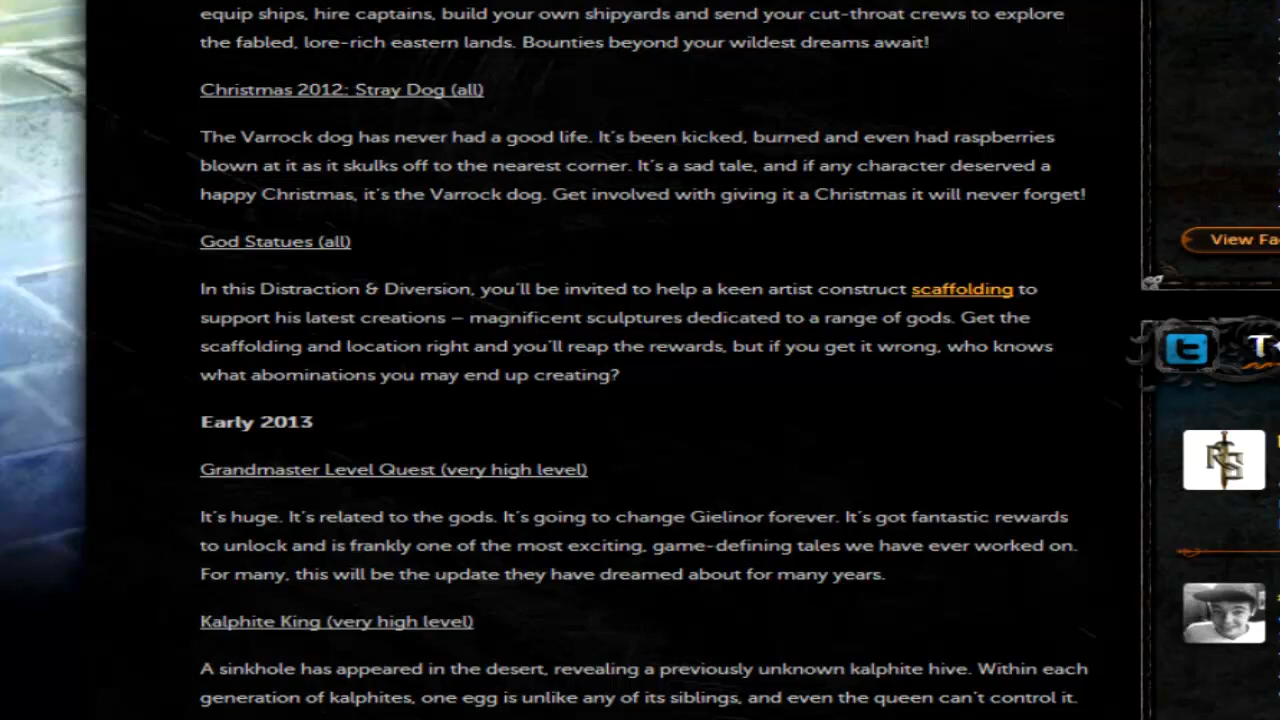 equip ships, hire captains, build your own shipyards and send your cut-throat crews to explore
the fabled, lore-rich eastern lands. Bounties beyond your wildest dreams await!
Christmas 2012: Stray Dog (all)
The Varrock dog has never had a good life. It's been kicked, burned and even had raspberries
blown at it as it skulks off to the nearest corner. It's a sad tale, and if any character deserved a
happy Christmas, it's the Varrock dog. Get involved with giving it a Christmas it will never forget!
God Statues (all)
In this Distraction & Diversion, you'll be invited to help a keen artist construct scaffolding to
support his latest creations – magnificent sculptures dedicated to a range of gods. Get the
scaffolding and location right and you'll reap the rewards, but if you get it wrong, who knows
what abominations you may end up creating?
Early 2013
Grandmaster Level Quest (very high level)
It's huge. It's related to the gods. It's going to change Gielinor forever. It's got fantastic rewards
to unlock and is frankly one of the most exciting, game-defining tales we have ever worked on.
For many, this will be the update they have dreamed about for many years.
Kalphite King (very high level)
A sinkhole has appeared in the desert, revealing a previously unknown kalphite hive. Within each
generation of kalphites, one egg is unlike any of its siblings, and even the queen can't control it.
View Fa
RS